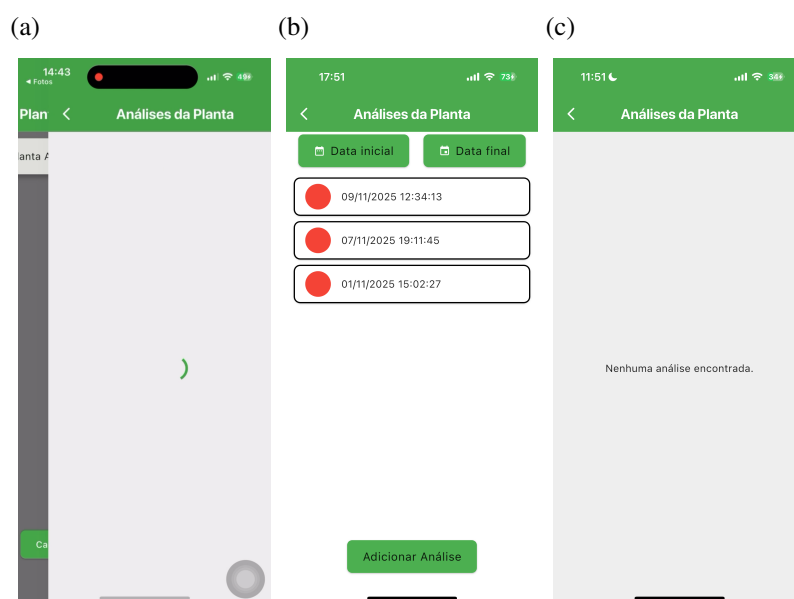 (a)
14:43
◄ Fotos
49
Plan
Análises da Planta
anta A
Ca
(b)
17:51
73
Análises da Planta
Data inicial
Data final
09/11/2025 12:34:13
07/11/2025 19:11:45
01/11/2025 15:02:27
Adicionar Análise
(c)
11:51
34
Análises da Planta
Nenhuma análise encontrada.